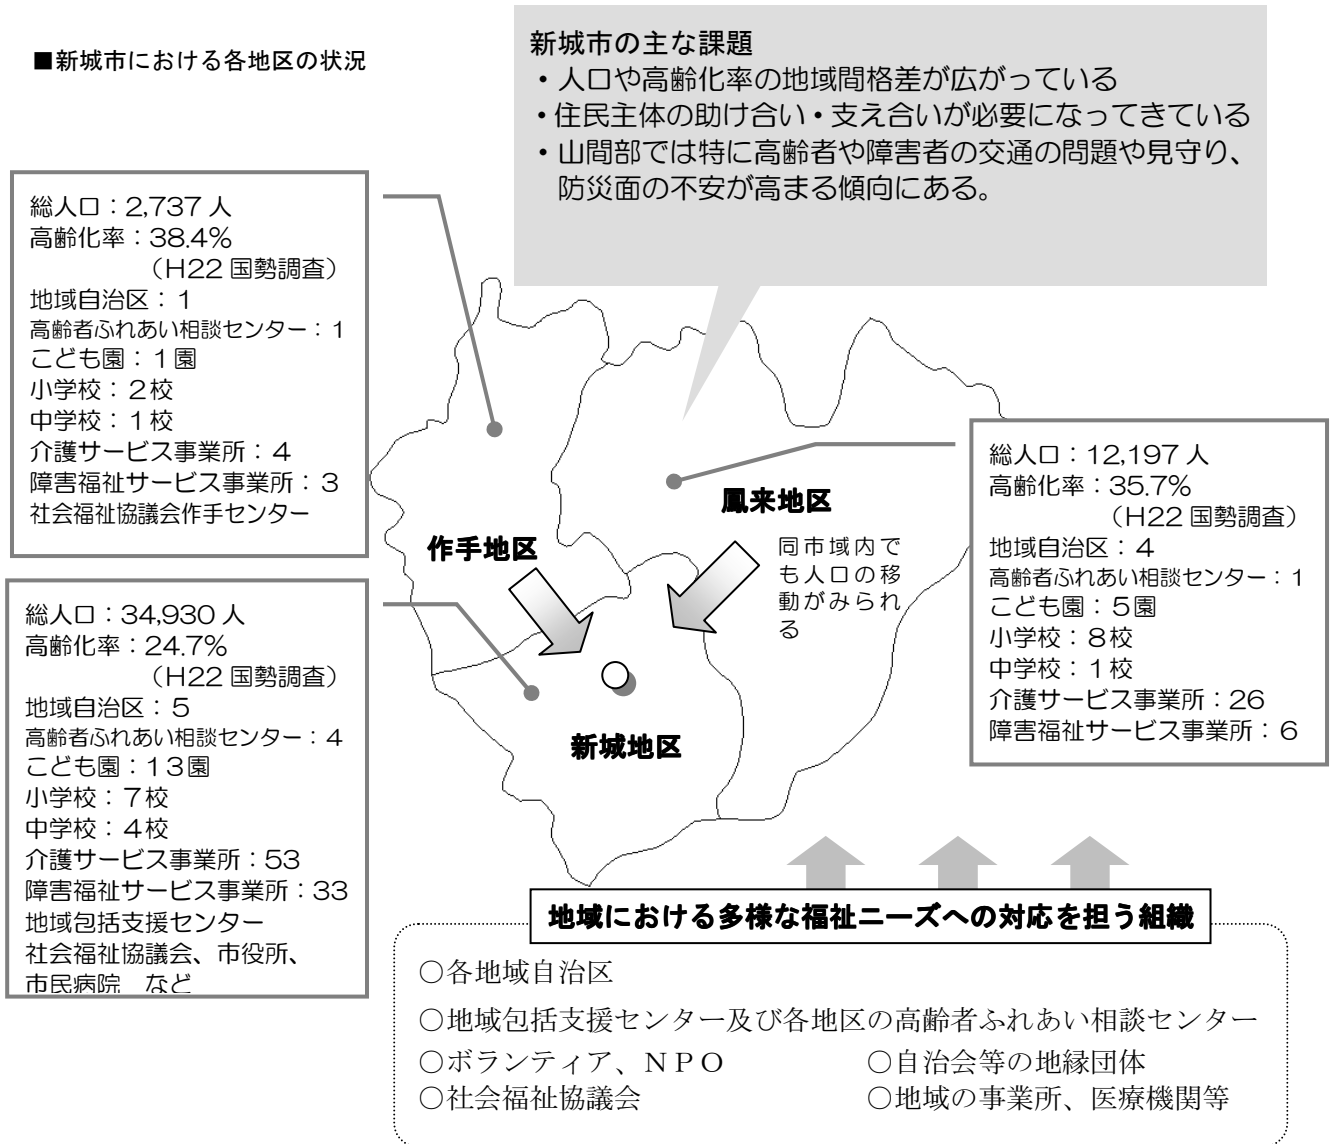 ■新城市における各地区の状況
新城市の主な課題
・人口や高齢化率の地域間格差が広がっている
・住民主体の助け合い・支え合いが必要になってきている
・山間部では特に高齢者や障害者の交通の問題や見守り、
防災面の不安が高まる傾向にある。
総人口：2,737人
高齢化率：38.4%
（H22国勢調査）
地域自治区：1
高齢者ふれあい相談センター：1
こども園：1園
小学校：2校
中学校：1校
介護サービス事業所：4
障害福祉サービス事業所：3
社会福祉協議会作手センター
総人口：12,197人
高齢化率：35.7%
（H22国勢調査）
地域自治区：4
高齢者ふれあい相談センター：1
こども園：5園
小学校：8校
中学校：1校
介護サービス事業所：26
障害福祉サービス事業所：6
鳳来地区
作手地区
同市域内で
も人口の移
動がみられ
る
新城地区
総人口：34,930人
高齢化率：24.7%
（H22国勢調査）
地域自治区：5
高齢者ふれあい相談センター：4
こども園：13園
小学校：7校
中学校：4校
介護サービス事業所：53
障害福祉サービス事業所：33
地域包括支援センター
社会福祉協議会、市役所、
市民病院　など
地域における多様な福祉ニーズへの対応を担う組織
○各地域自治区
○地域包括支援センター及び各地区の高齢者ふれあい相談センター
○ボランティア、ＮＰＯ　○自治会等の地縁団体
○社会福祉協議会　○地域の事業所、医療機関等